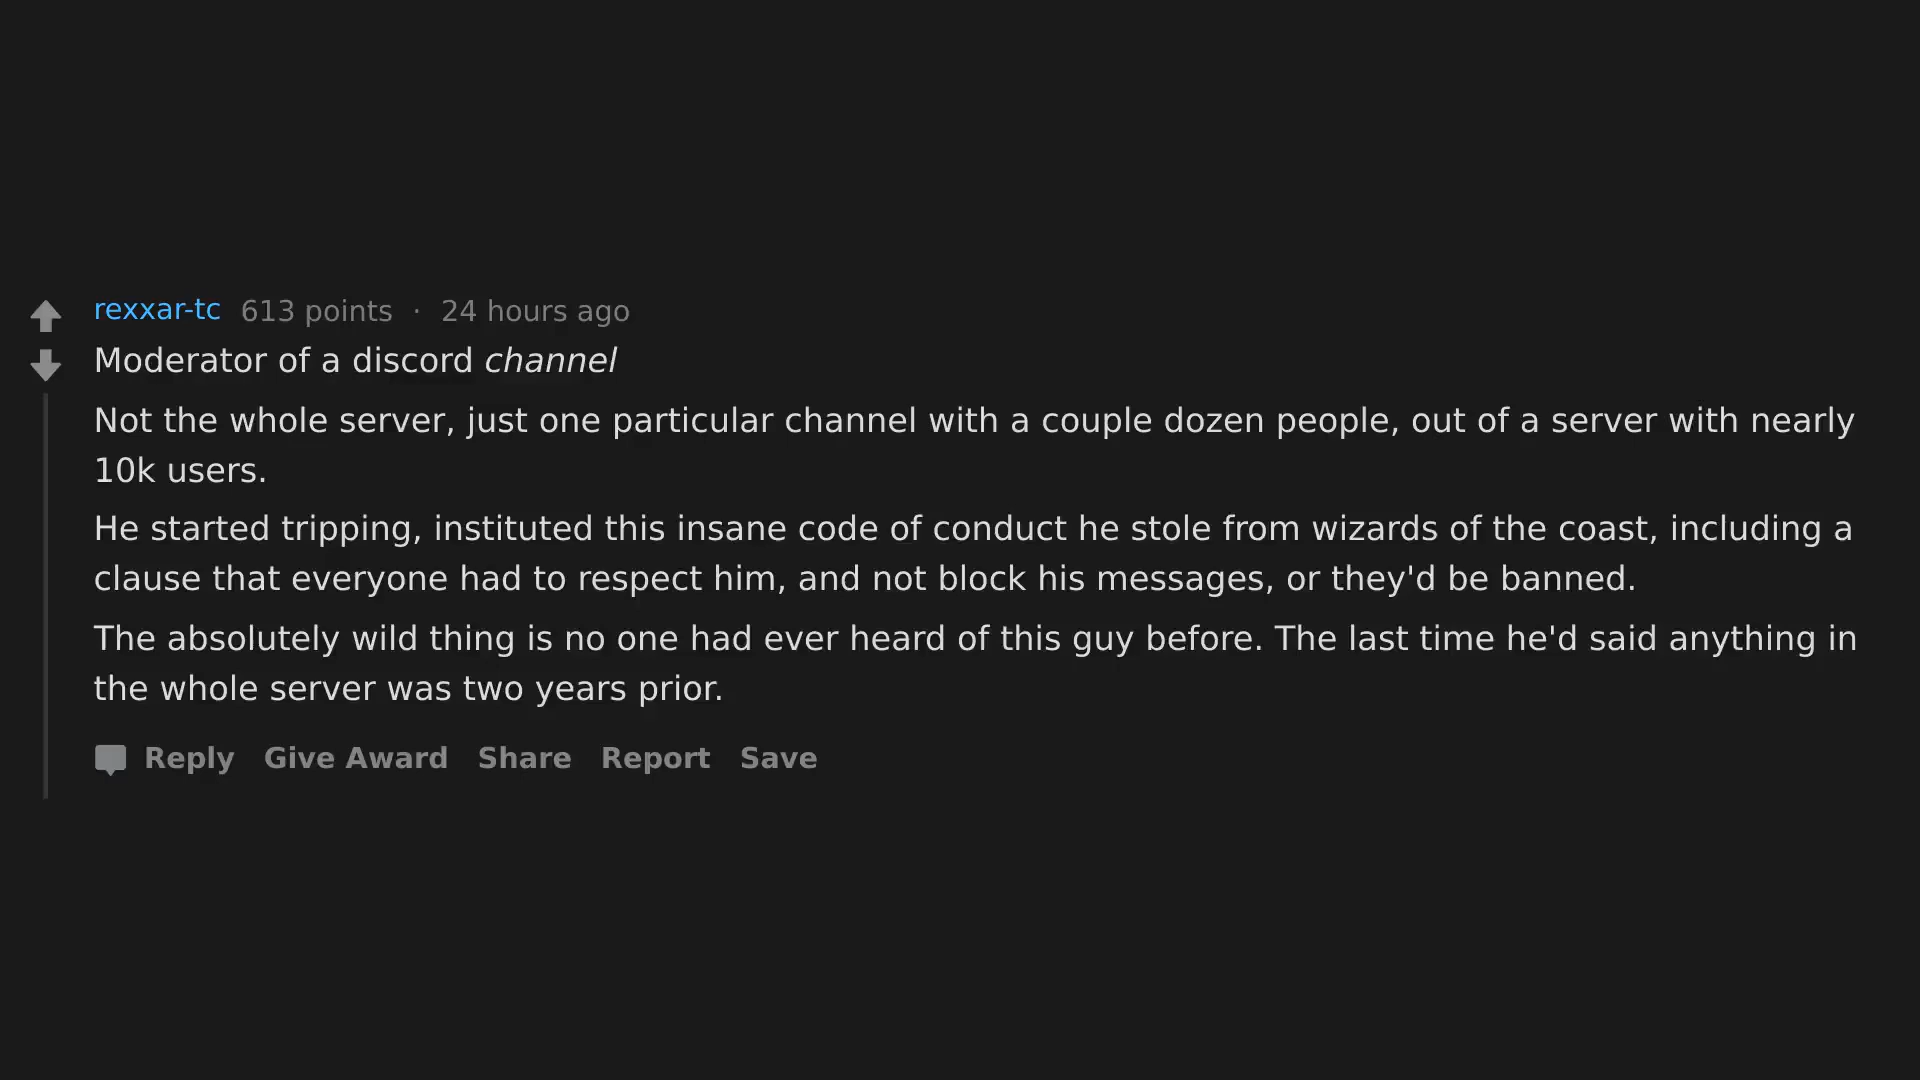 rexxar-tc 613 points · 24 hours ago
Moderator of a discord channel
Not the whole server, just one particular channel with a couple dozen people, out of a server with nearly
10k users.
He started tripping, instituted this insane code of conduct he stole from wizards of the coast, including a
clause that everyone had to respect him, and not block his messages, or they'd be banned.
The absolutely wild thing is no one had ever heard of this guy before. The last time he'd said anything in
the whole server was two years prior.
Reply Give Award Share Report Save